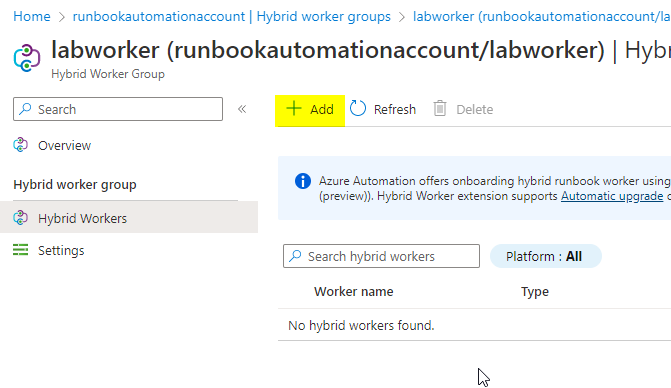 Home > runbookautomationaccount | Hybrid worker groups > labworker (runbookautomationaccount/la
labworker (runbookautomationaccount/labworker) | Hybri
Hybrid Worker Group
Search «
+ Add Refresh Delete
Overview
Azure Automation offers onboarding hybrid runbook worker using
(preview)). Hybrid Worker extension supports Automatic upgrade o
Hybrid worker group
Hybrid Workers
Settings
Search hybrid workers Platform : All
Worker name Type
No hybrid workers found.